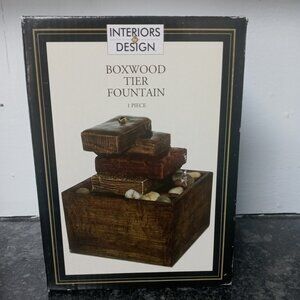 INTERIORS
DESIGN
BOXWOOD
TIER
FOUNTAIN
1 PIECE